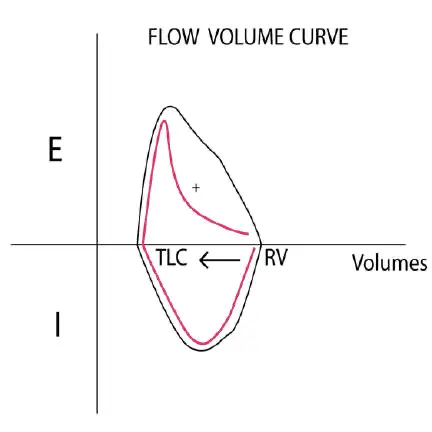 FLOW VOLUME CURVE
E
+
TLC ← RV
Volumes
I